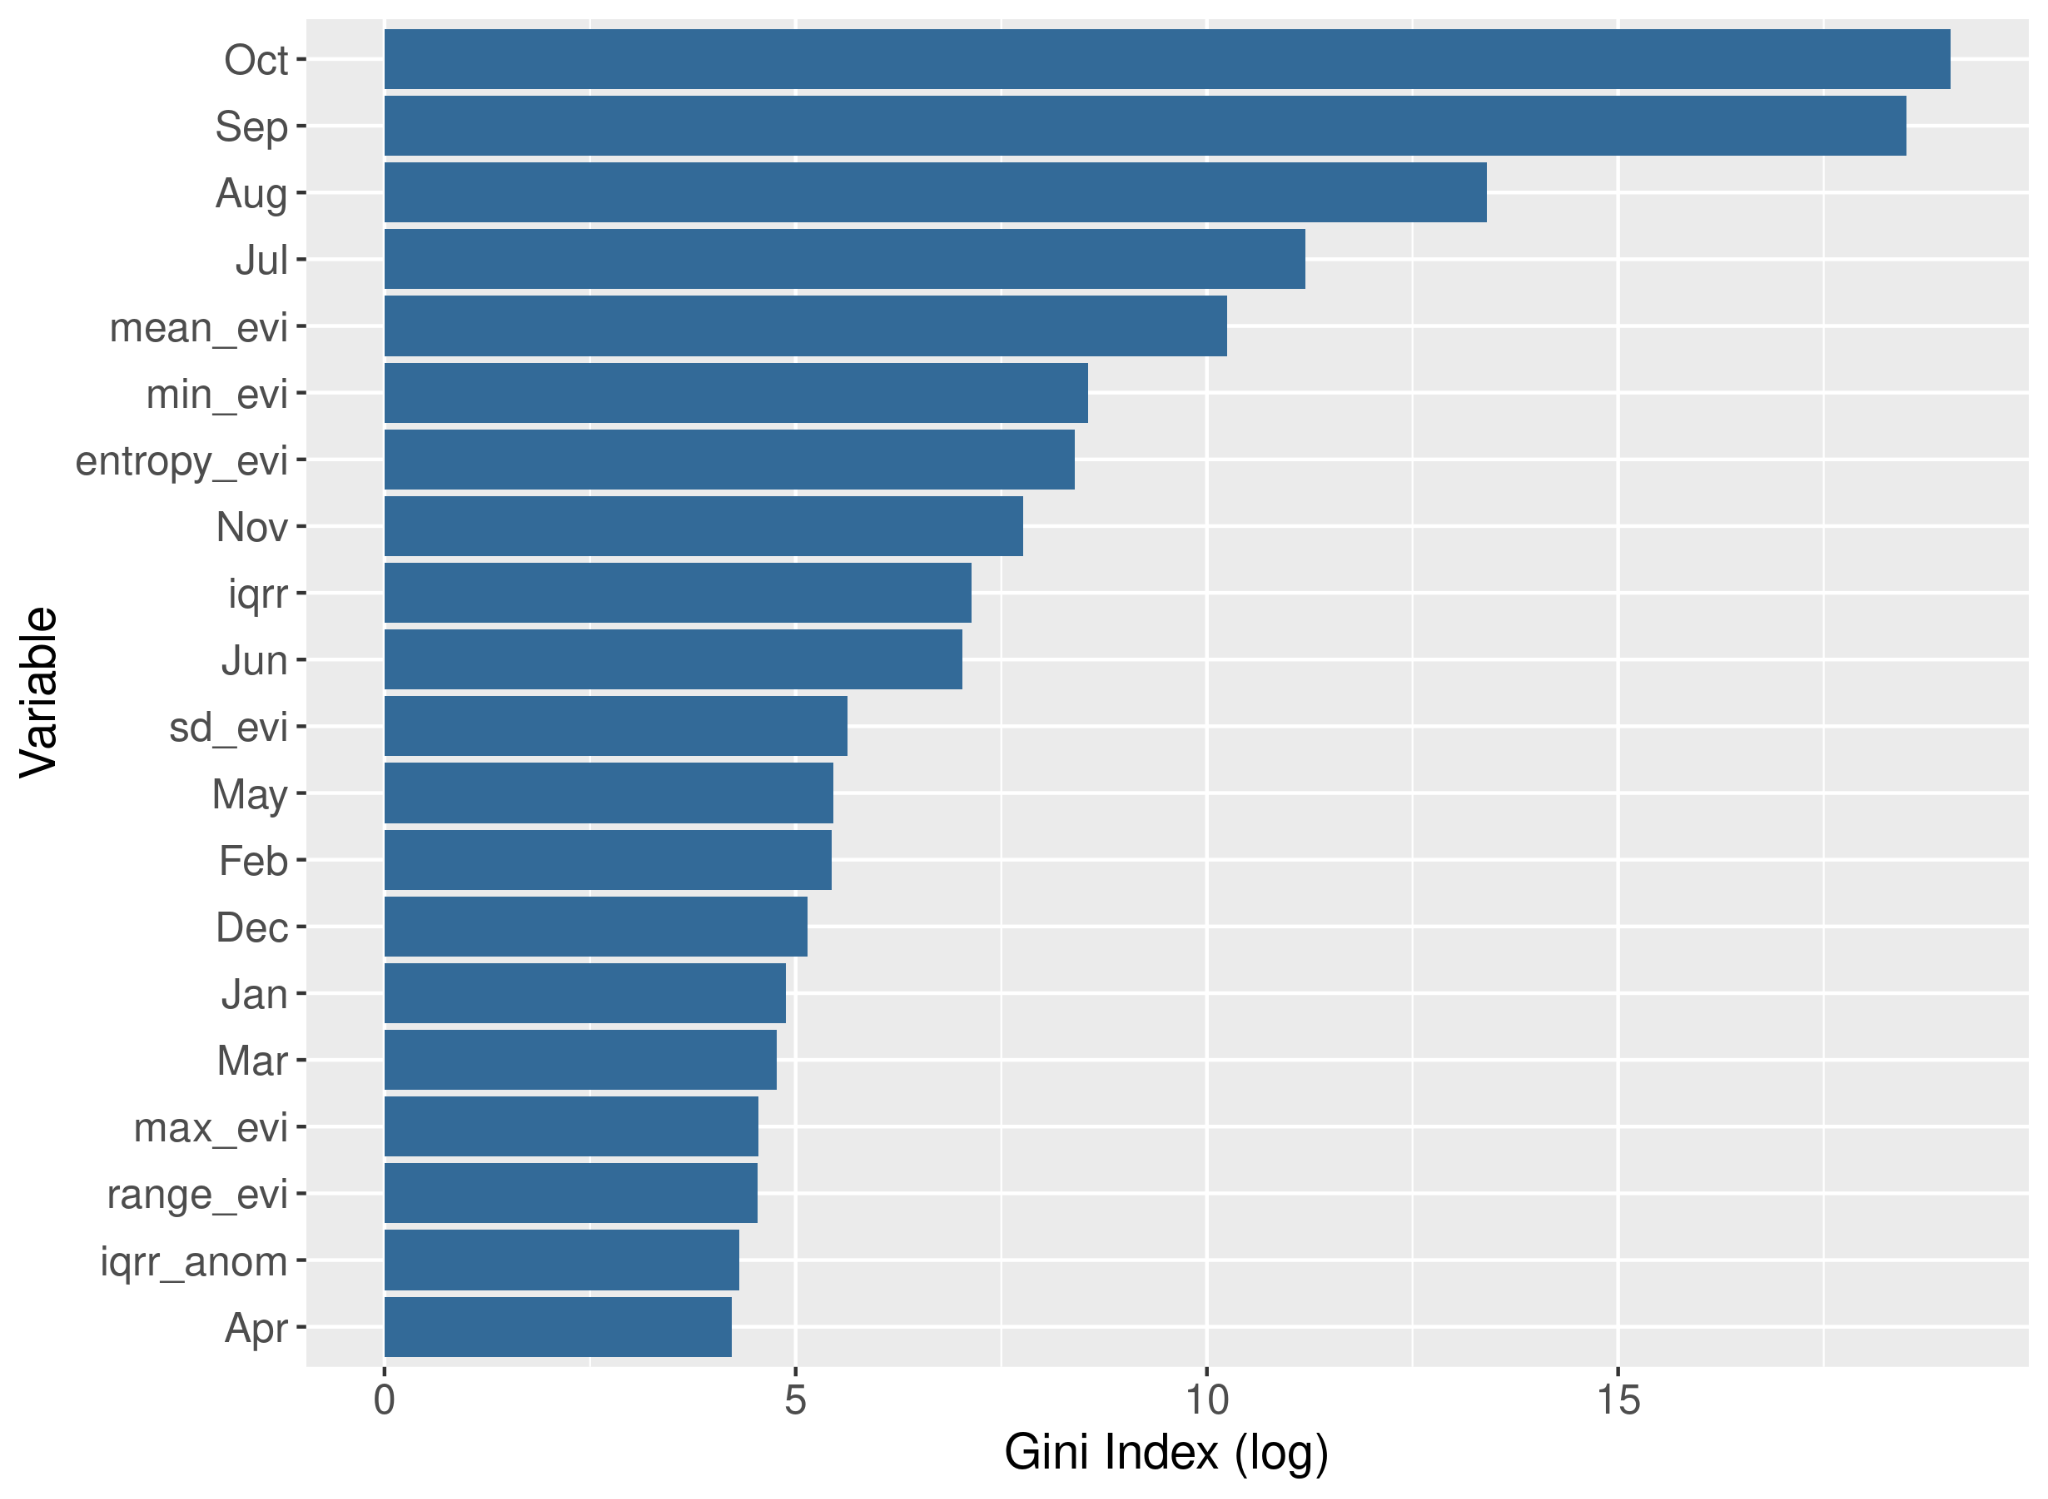 Oct
Sep
Aug
Jul
mean_evi
min_evi
entropy_evi
Nov
iqrr
Jun
sd_evi
May
Feb
Dec
Jan
Mar
max_evi
range_evi
iqrr_anom
Apr
Variable
0 5 10 15
Gini Index (log)